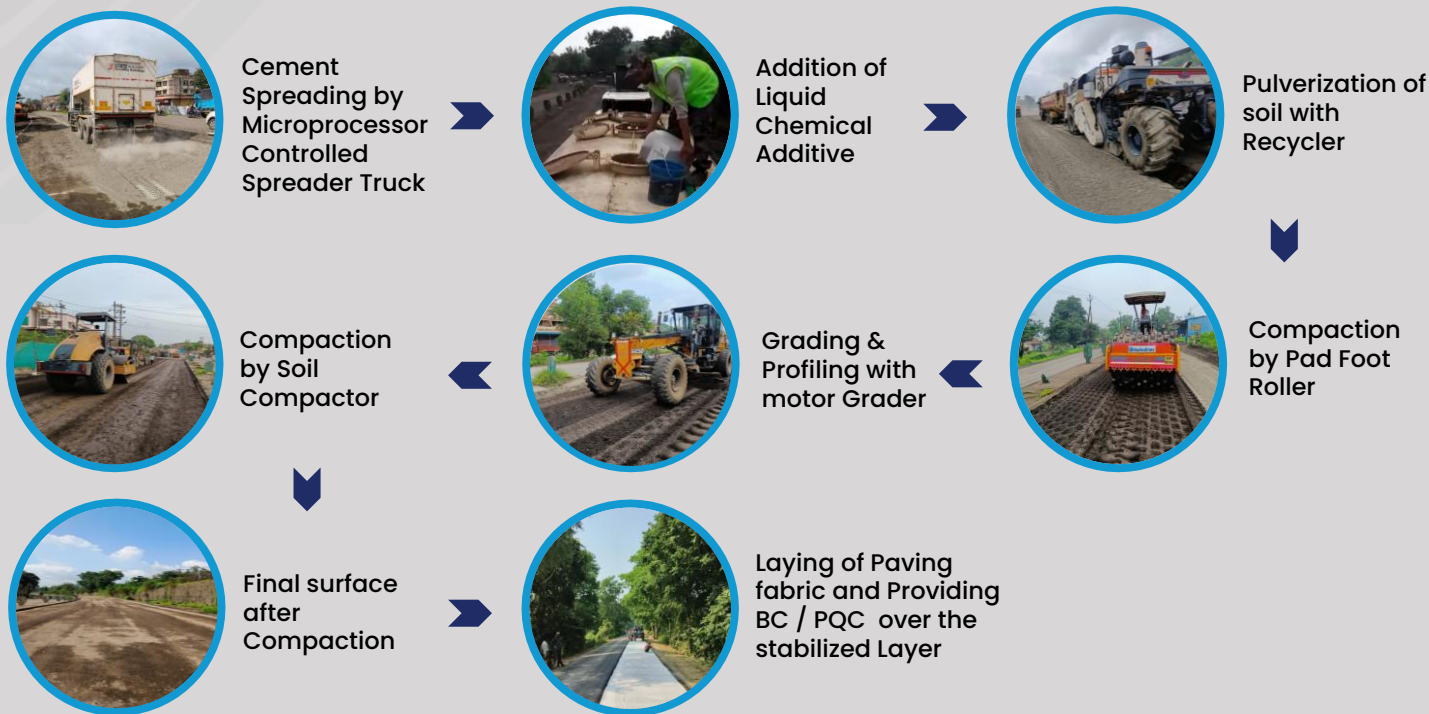 Cement
Spreading by
Microprocessor
Controlled
Spreader Truck
Addition of
Liquid
Chemical
Additive
Pulverization of
soil with
Recycler
Compaction
by Pad Foot
Roller
Grading &
Profiling with
motor Grader
Compaction
by Soil
Compactor
Final surface
after
Compaction
Laying of Paving
fabric and Providing
BC / PQC over the
stabilized Layer